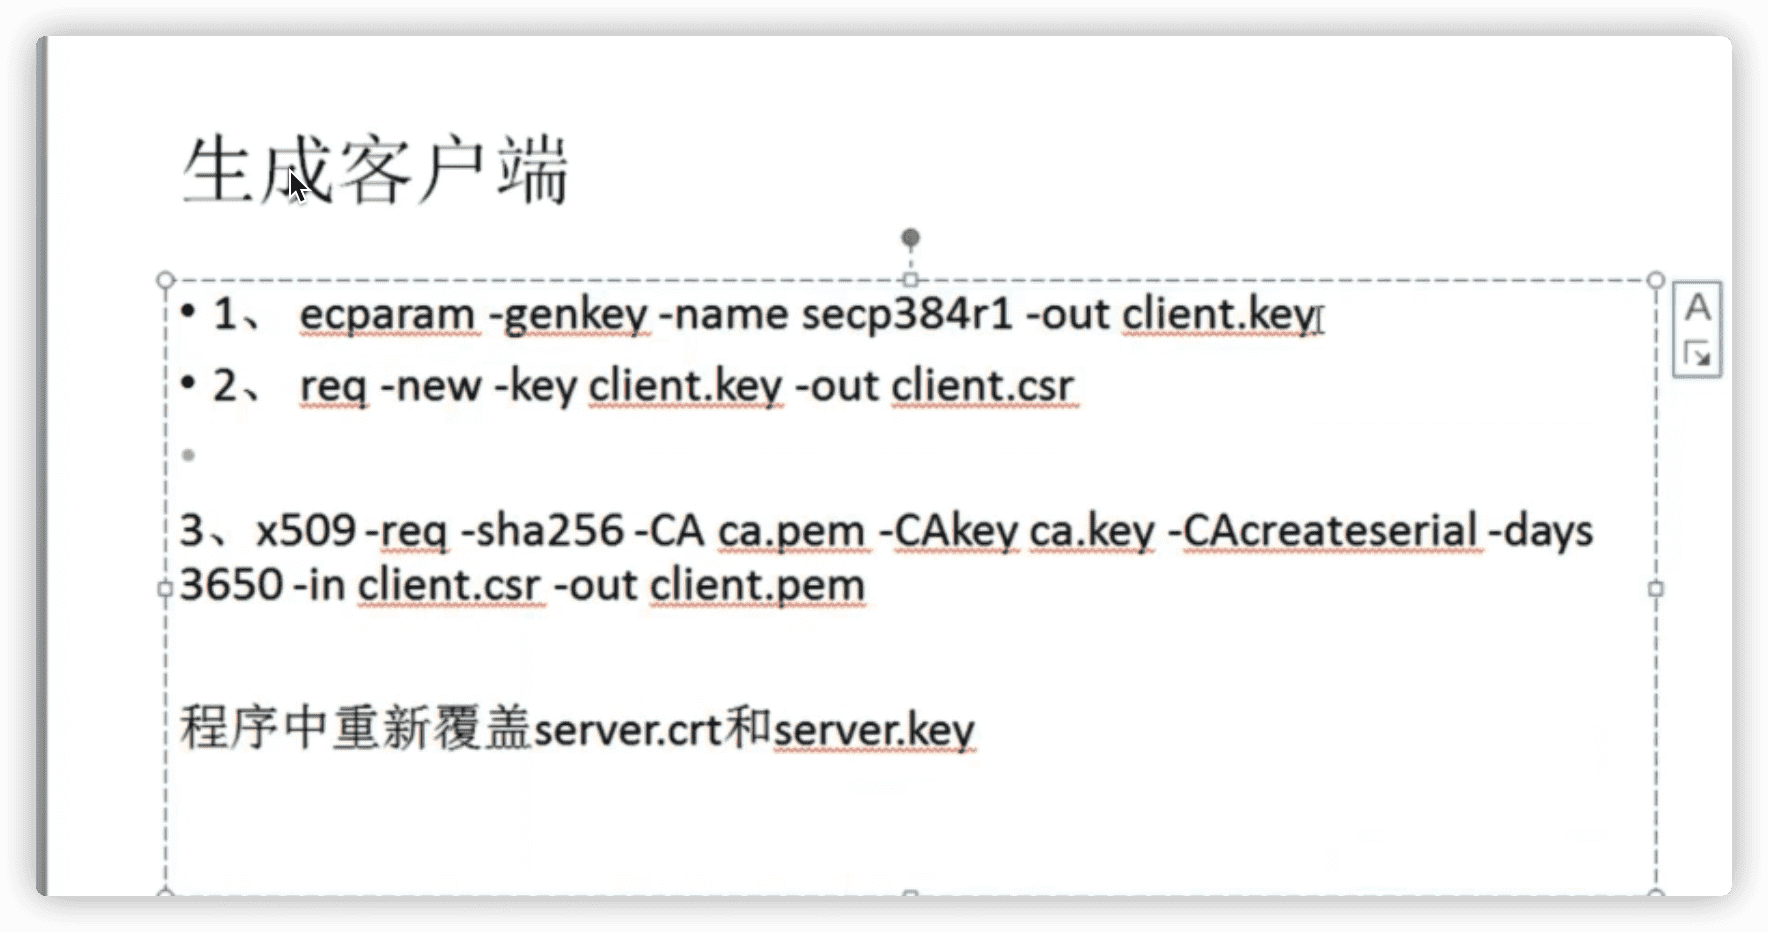 生成客户端
• 1、 ecparam -genkey -name secp384r1 -out client.key
• 2、 req -new -key client.key -out client.csr
•
3、x509 -req -sha256 -CA ca.pem -CAkey ca.key -CAcreateserial -days
3650 -in client.csr -out client.pem
程序中重新覆盖server.crt和server.key
A